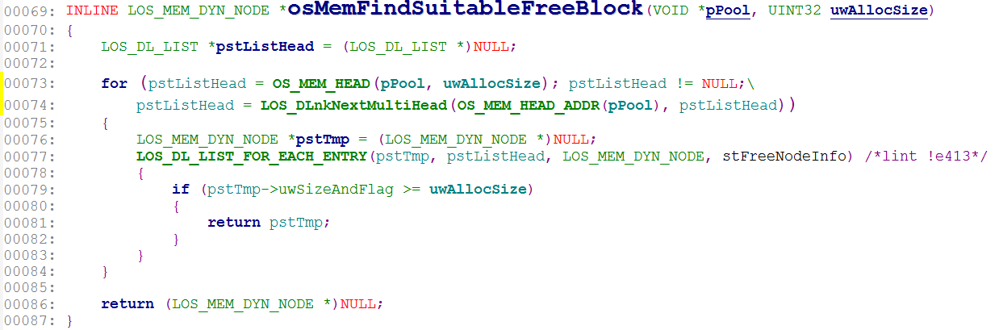 00069: INLINE LOS_MEM_DYN_NODE *osMemFindSuitableFreeBlock(VOID *pPool, UINT32 uwAllocSize)
00070: {
00071:     LOS_DL_LIST *pstListHead = (LOS_DL_LIST *)NULL;
00072:
00073:     for (pstListHead = OS_MEM_HEAD(pPool, uwAllocSize); pstListHead != NULL;\
00074:         pstListHead = LOS_DLnkNextMultiHead(OS_MEM_HEAD_ADDR(pPool), pstListHead))
00075:     {
00076:         LOS_MEM_DYN_NODE *pstTmp = (LOS_MEM_DYN_NODE *)NULL;
00077:         LOS_DL_LIST_FOR_EACH_ENTRY(pstTmp, pstListHead, LOS_MEM_DYN_NODE, stFreeNodeInfo) /*lint !e413*/
00078:         {
00079:             if (pstTmp->uwSizeAndFlag >= uwAllocSize)
00080:             {
00081:                 return pstTmp;
00082:             }
00083:         }
00084:     }
00085:
00086:     return (LOS_MEM_DYN_NODE *)NULL;
00087: }